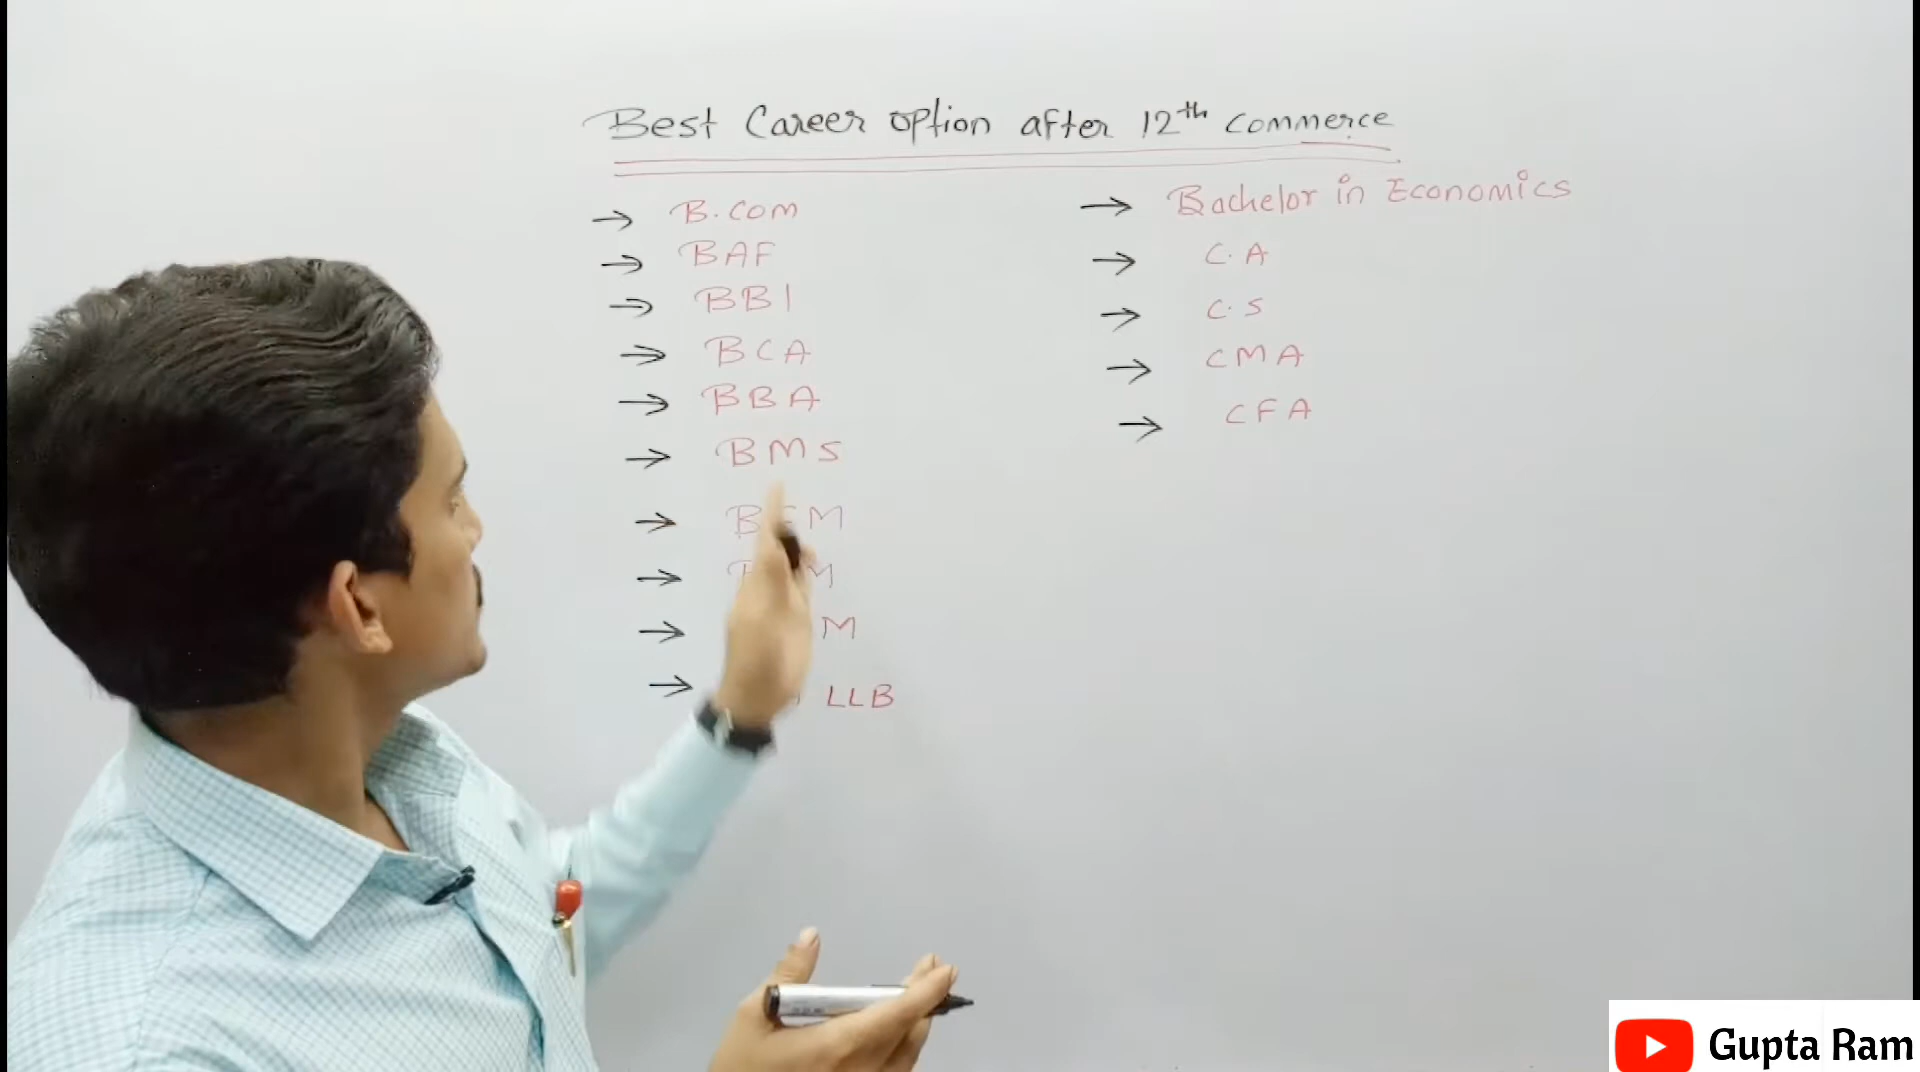 Best Career option after 12th commerce
→ B.COM
→ BAF
→ BBI
→ BCA
→ BBA
→ BMS
→
→
→
→ LLB
→ Bachelor in Economics
→ C.A
→ C.S
→ CMA
→ CFA
Gupta Ram